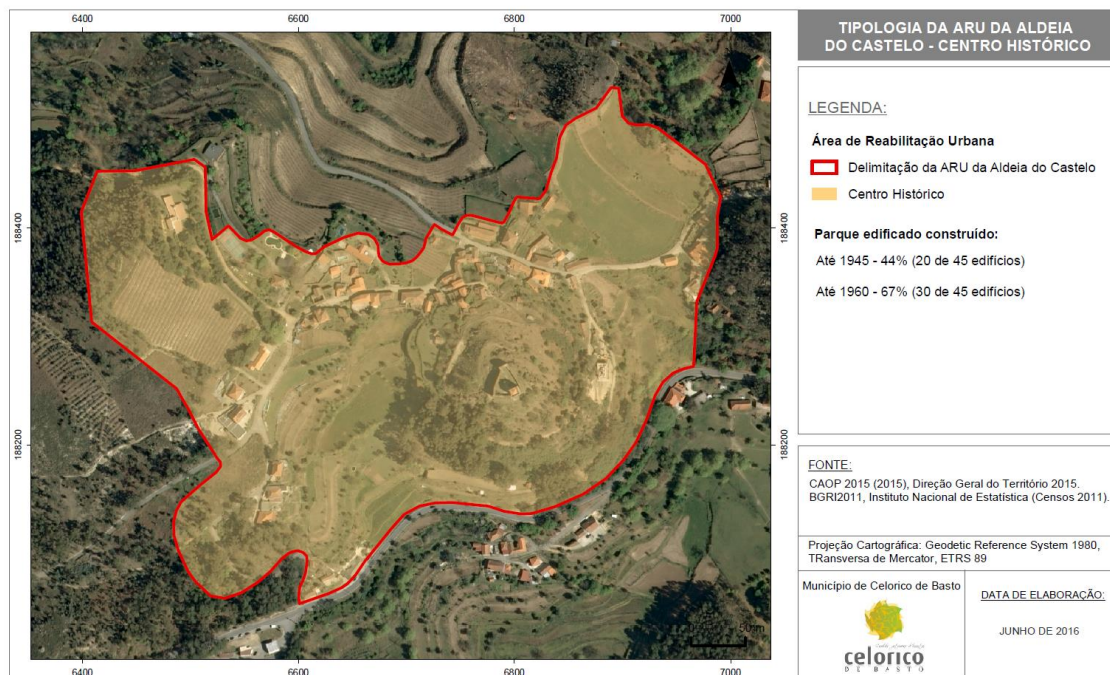 6400
6600
6800
7000
188400
188400
188200
188200
6400
6600
6800
7000
TIPOLOGIA DA ARU DA ALDEIA
DO CASTELO - CENTRO HISTÓRICO
LEGENDA:
Área de Reabilitação Urbana
Delimitação da ARU da Aldeia do Castelo
Centro Histórico
Parque edificado construído:
Até 1945 - 44% (20 de 45 edifícios)
Até 1960 - 67% (30 de 45 edifícios)
FONTE:
CAOP 2015 (2015), Direção Geral do Território 2015.
BGRI2011, Instituto Nacional de Estatística (Censos 2011).
Projeção Cartográfica: Geodetic Reference System 1980,
TRansversa de Mercator, ETRS 89
Município de Celorico de Basto
celorico
DE BASTO
DATA DE ELABORAÇÃO:
JUNHO DE 2016